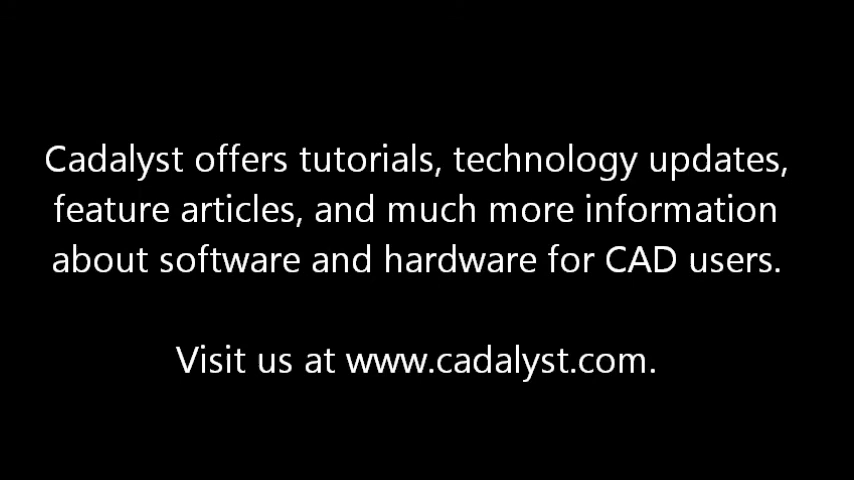 Cadalyst offers tutorials, technology updates,
feature articles, and much more information
about software and hardware for CAD users.
Visit us at www.cadalyst.com.